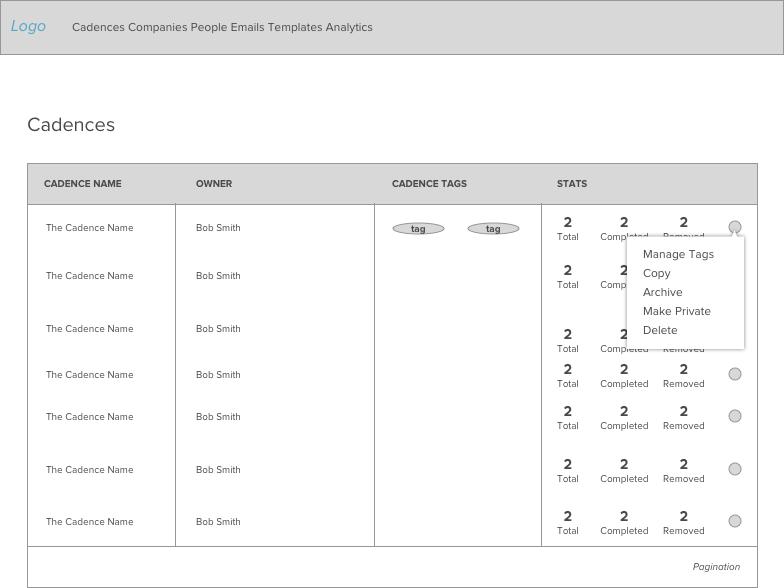 Logo
Cadences Companies People Emails Templates Analytics
Cadences
CADENCE NAME OWNER CADENCE TAGS STATS
The Cadence Name Bob Smith tag tag 2 2 2
Total Completed Removed
Manage Tags
Copy
Archive
Make Private
Delete
The Cadence Name Bob Smith 2 2
Total
The Cadence Name Bob Smith 2 2
Total Completed Removed
The Cadence Name Bob Smith 2 2 2
Total Completed Removed
The Cadence Name Bob Smith 2 2 2
Total Completed Removed
The Cadence Name Bob Smith 2 2 2
Total Completed Removed
The Cadence Name Bob Smith 2 2 2
Total Completed Removed
Pagination